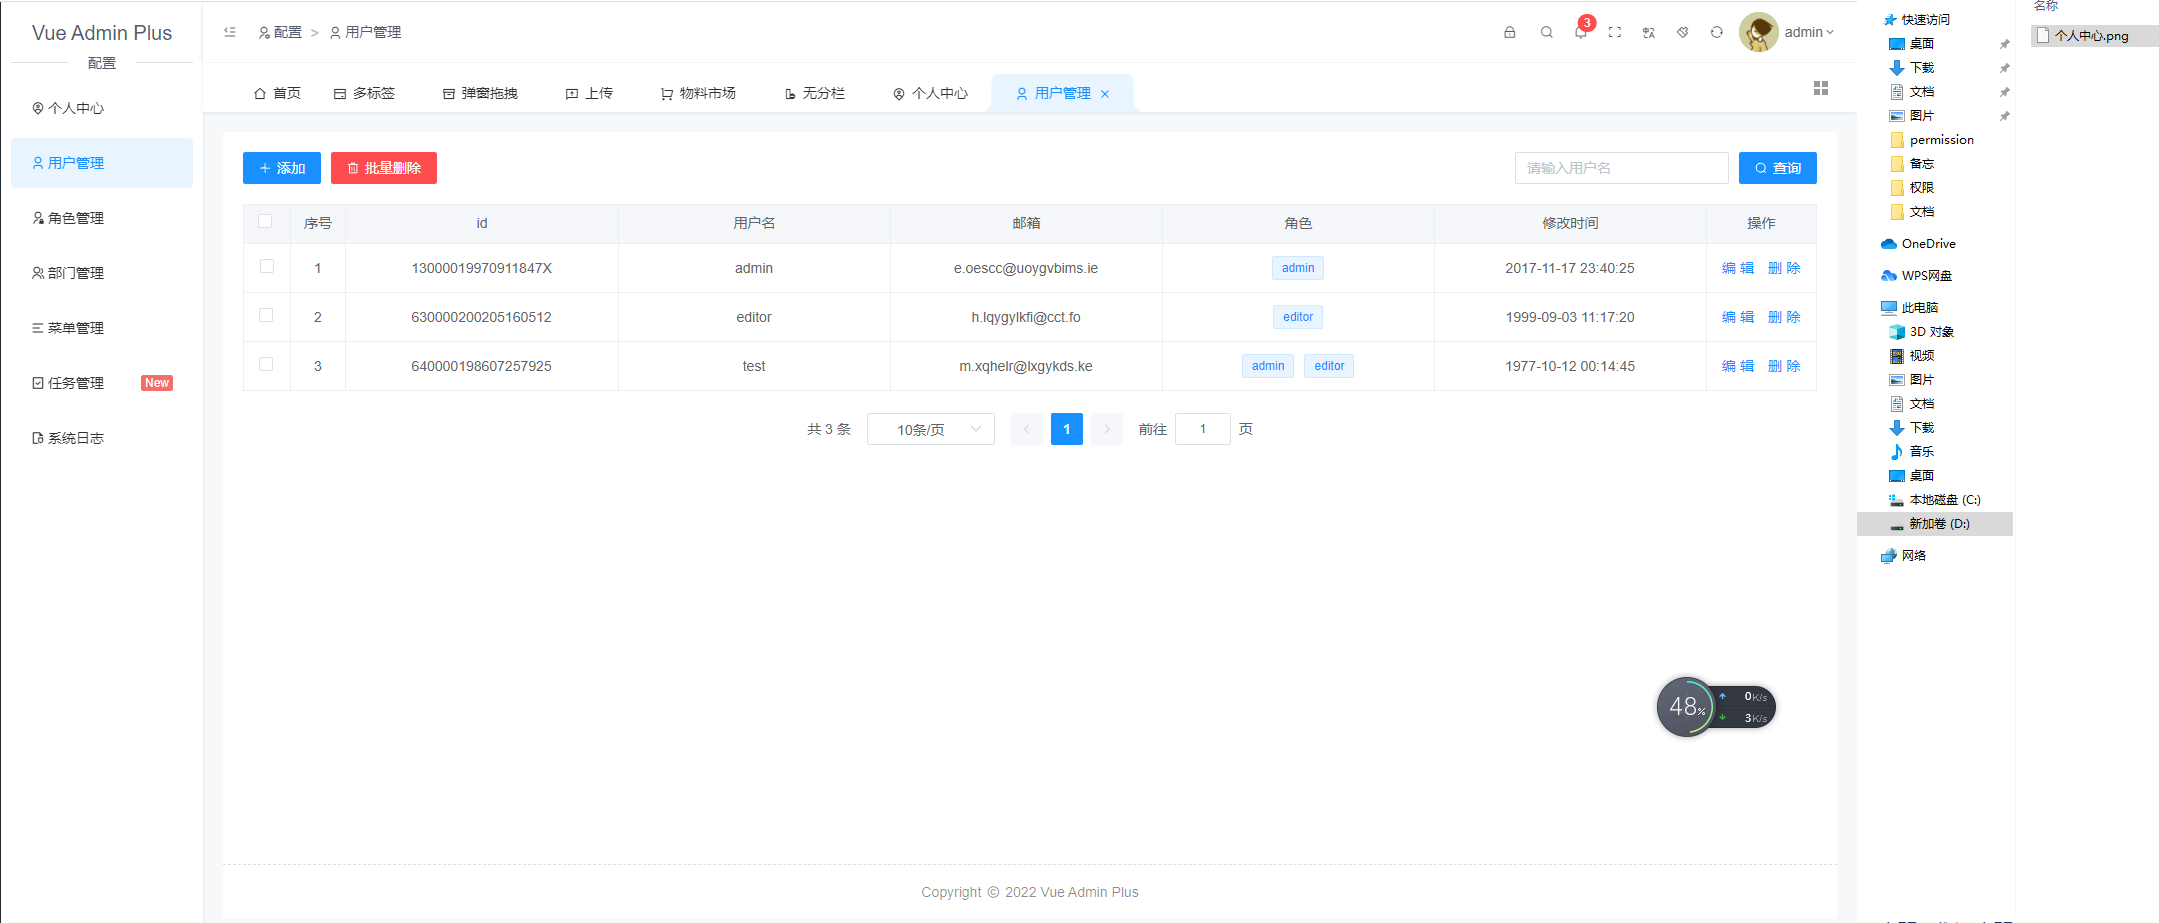 Vue Admin Plus
配置
个人中心
用户管理
角色管理
部门管理
菜单管理
任务管理 New
系统日志
配置 > 用户管理
3
admin
首页 多标签 弹窗拖拽 上传 物料市场 无分栏 个人中心 用户管理
添加 批量删除 请输入用户名 查询
序号 id 用户名 邮箱 角色 修改时间 操作
1 13000019970911847X admin e.oescc@uoygvbims.ie admin 2017-11-17 23:40:25 编 辑 删 除
2 630000200205160512 editor h.lqygylkfi@cct.fo editor 1999-09-03 11:17:20 编 辑 删 除
3 640000198607257925 test m.xqhelr@lxgykds.ke admin editor 1977-10-12 00:14:45 编 辑 删 除
共 3 条 10条/页 1 前往 1 页
48% 0K/s
3K/s
Copyright © 2022 Vue Admin Plus
快速访问
桌面
下载
文档
图片
permission
备忘
权限
文档
OneDrive
WPS网盘
此电脑
3D 对象
视频
图片
文档
下载
音乐
桌面
本地磁盘 (C:)
新加卷 (D:)
网络
名称
个人中心.png